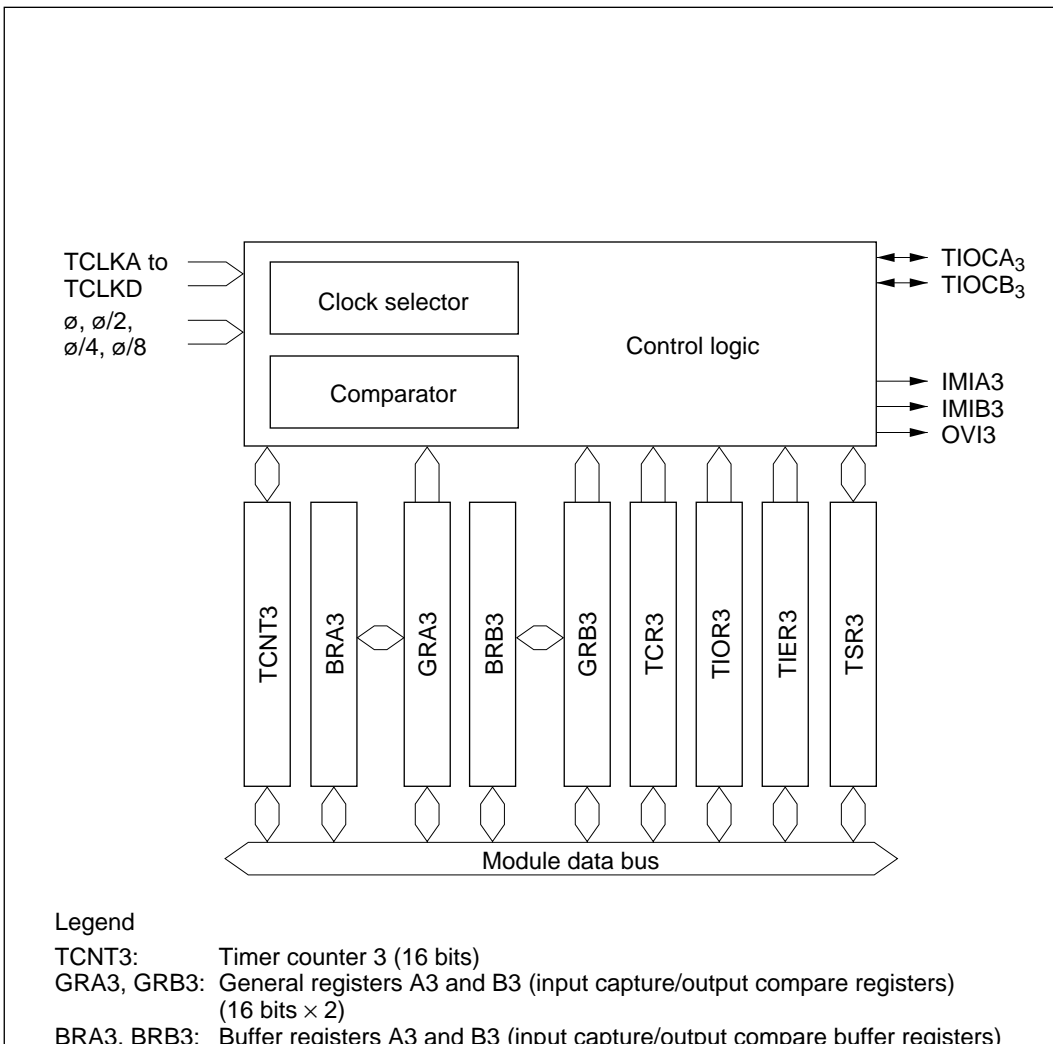 TCLKA to
TCLKD
ø, ø/2,
ø/4, ø/8
Clock selector
Comparator
Control logic
TIOCA3
TIOCB3
IMIA3
IMIB3
OVI3
TCNT3
BRA3
GRA3
BRB3
GRB3
TCR3
TIOR3
TIER3
TSR3
Module data bus
Legend
TCNT3: Timer counter 3 (16 bits)
GRA3, GRB3: General registers A3 and B3 (input capture/output compare registers)
(16 bits × 2)
BRA3, BRB3: Buffer registers A3 and B3 (input capture/output compare buffer registers)